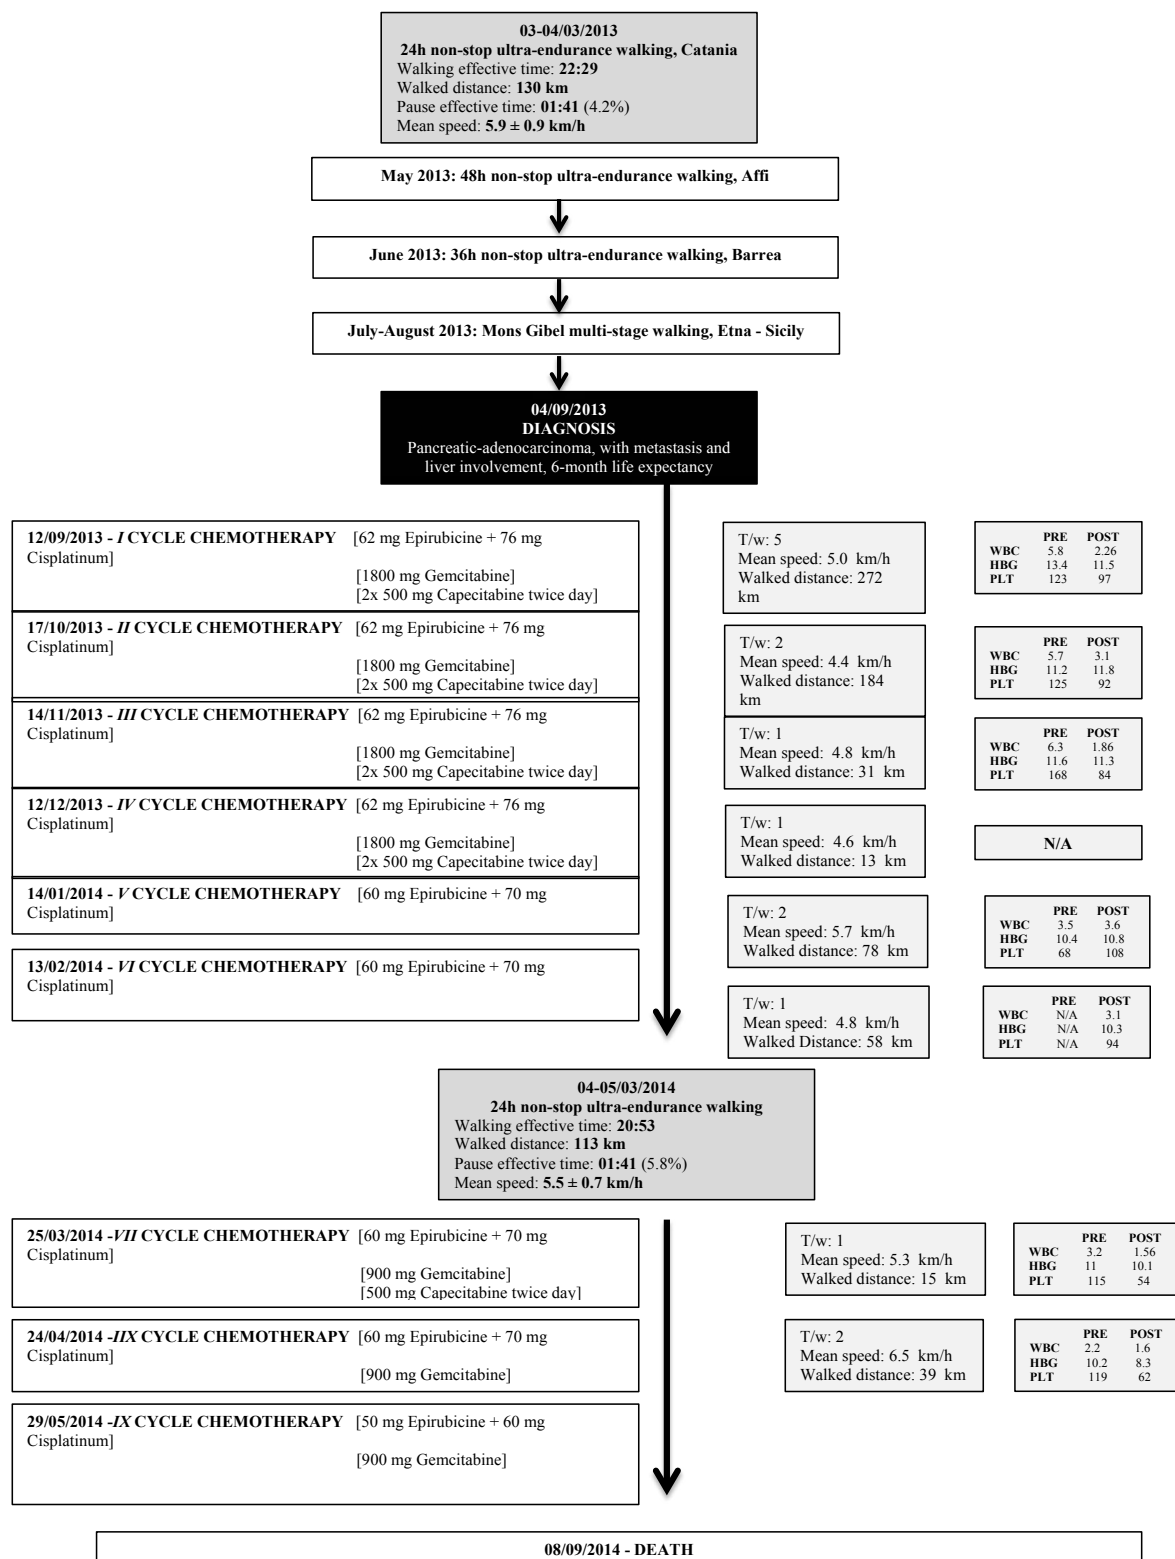 03-04/03/2013
24h non-stop ultra-endurance walking, Catania
Walking effective time: 22:29
Walked distance: 130 km
Pause effective time: 01:41 (4.2%)
Mean speed: 5.9 ± 0.9 km/h
May 2013: 48h non-stop ultra-endurance walking, Affi
June 2013: 36h non-stop ultra-endurance walking, Barrea
July-August 2013: Mons Gibel multi-stage walking, Etna - Sicily
04/09/2013
DIAGNOSIS
Pancreatic-adenocarcinoma, with metastasis and
liver involvement, 6-month life expectancy
12/09/2013 - I CYCLE CHEMOTHERAPY [62 mg Epirubicine + 76 mg
Cisplatinum]
[1800 mg Gemcitabine]
[2x 500 mg Capecitabine twice day]
T/w: 5
Mean speed: 5.0 km/h
Walked distance: 272
km
PRE POST
WBC 5.8 2.26
HBG 13.4 11.5
PLT 123 97
17/10/2013 - II CYCLE CHEMOTHERAPY [62 mg Epirubicine + 76 mg
Cisplatinum]
[1800 mg Gemcitabine]
[2x 500 mg Capecitabine twice day]
T/w: 2
Mean speed: 4.4 km/h
Walked distance: 184
km
PRE POST
WBC 5.7 3.1
HBG 11.2 11.8
PLT 125 92
14/11/2013 - III CYCLE CHEMOTHERAPY [62 mg Epirubicine + 76 mg
Cisplatinum]
[1800 mg Gemcitabine]
[2x 500 mg Capecitabine twice day]
T/w: 1
Mean speed: 4.8 km/h
Walked distance: 31 km
PRE POST
WBC 6.3 1.86
HBG 11.6 11.3
PLT 168 84
12/12/2013 - IV CYCLE CHEMOTHERAPY [62 mg Epirubicine + 76 mg
Cisplatinum]
[1800 mg Gemcitabine]
[2x 500 mg Capecitabine twice day]
T/w: 1
Mean speed: 4.6 km/h
Walked distance: 13 km
N/A
14/01/2014 - V CYCLE CHEMOTHERAPY [60 mg Epirubicine + 70 mg
Cisplatinum]
T/w: 2
Mean speed: 5.7 km/h
Walked distance: 78 km
PRE POST
WBC 3.5 3.6
HBG 10.4 10.8
PLT 68 108
13/02/2014 - VI CYCLE CHEMOTHERAPY [60 mg Epirubicine + 70 mg
Cisplatinum]
T/w: 1
Mean speed: 4.8 km/h
Walked Distance: 58 km
PRE POST
WBC N/A 3.1
HBG N/A 10.3
PLT N/A 94
04-05/03/2014
24h non-stop ultra-endurance walking
Walking effective time: 20:53
Walked distance: 113 km
Pause effective time: 01:41 (5.8%)
Mean speed: 5.5 ± 0.7 km/h
25/03/2014 -VII CYCLE CHEMOTHERAPY [60 mg Epirubicine + 70 mg
Cisplatinum]
[900 mg Gemcitabine]
[500 mg Capecitabine twice day]
T/w: 1
Mean speed: 5.3 km/h
Walked distance: 15 km
PRE POST
WBC 3.2 1.56
HBG 11 10.1
PLT 115 54
24/04/2014 -IIX CYCLE CHEMOTHERAPY [60 mg Epirubicine + 70 mg
Cisplatinum]
[900 mg Gemcitabine]
T/w: 2
Mean speed: 6.5 km/h
Walked distance: 39 km
PRE POST
WBC 2.2 1.6
HBG 10.2 8.3
PLT 119 62
29/05/2014 -IX CYCLE CHEMOTHERAPY [50 mg Epirubicine + 60 mg
Cisplatinum]
[900 mg Gemcitabine]
08/09/2014 - DEATH